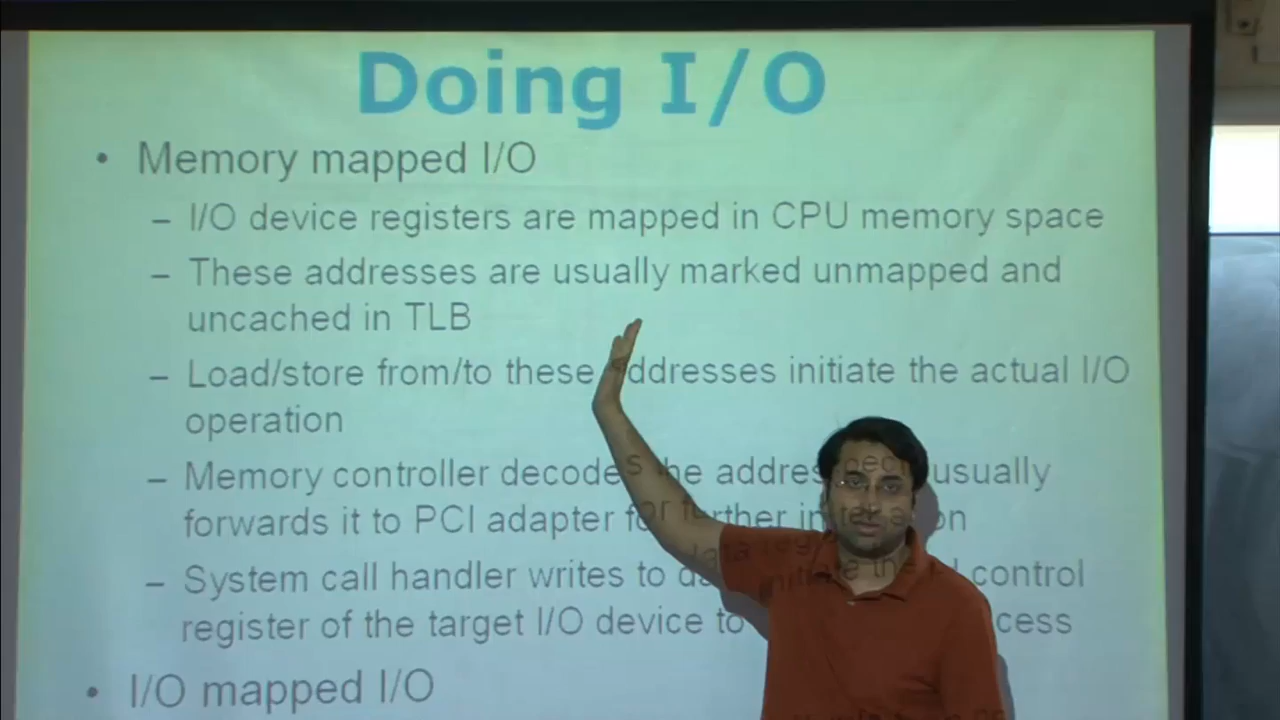 Doing I/O
• Memory mapped I/O
– I/O device registers are mapped in CPU memory space
– These addresses are usually marked unmapped and
uncached in TLB
– Load/store from/to these addresses initiate the actual I/O
operation
– Memory controller decodes the address usually
forwards it to PCI adapter for further
– System call handler writes to control
register of the target I/O device to
• I/O mapped I/O